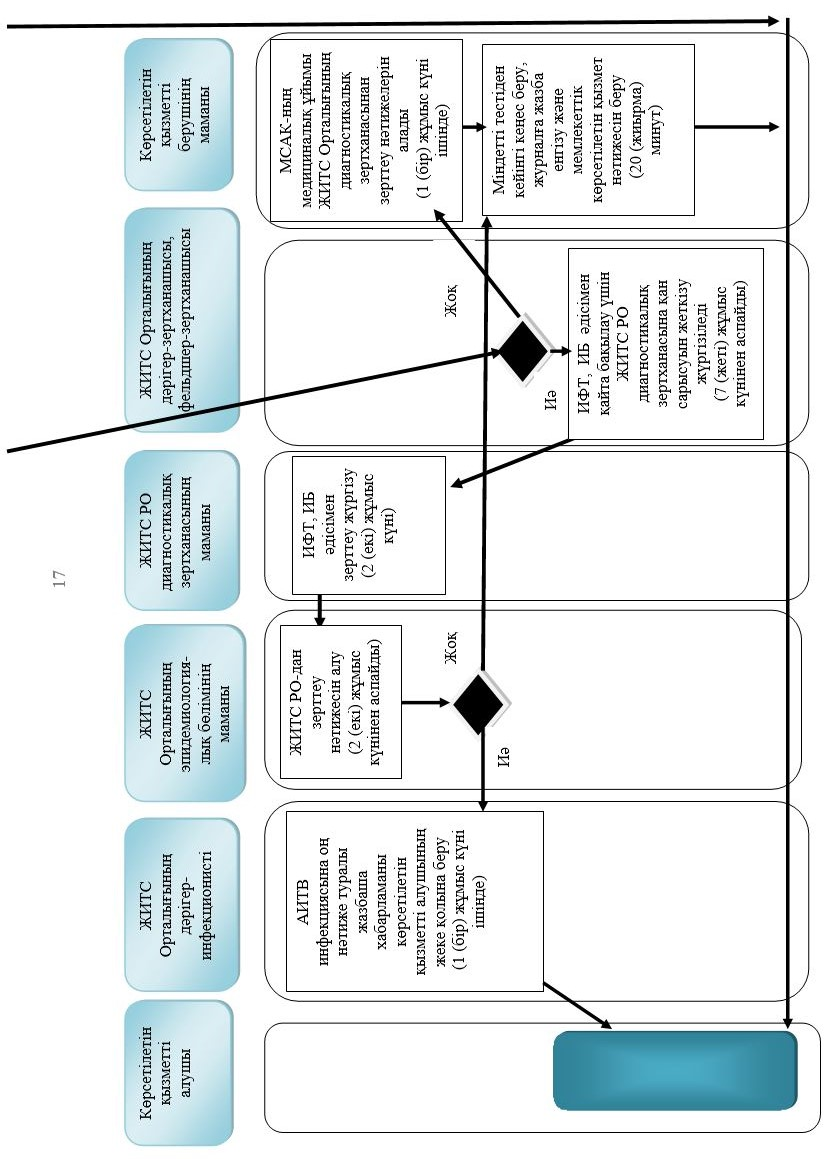 17
Көрсетілетін
қызметті
алушы
ЖИТС
Орталығының
дәрігер-
инфекционисті
ЖИТС
Орталығының
эпидемиология-
лық бөлімінің
маманы
ЖИТС РО
диагностикалық
зертханасының
маманы
ЖИТС Орталығының
дәрігер-зертханашысы,
фельдшер-зертханашысы
Көрсетілетін
қызметті
берушінің
маманы
АИТВ
инфекциясына оң
нәтиже туралы
жазбаша
хабарламаны
көрсетілетін
қызметті алушының
жеке қолына беру
(1 (бір) жұмыс күні
ішінде)
ЖИТС РО-дан
зерттеу
нәтижесін алу
(2 (екі) жұмыс
күнінен аспайды)
Жоқ
Иә
ИФТ, ИБ
әдісімен
зерттеу жүргізу
(2 (екі) жұмыс
күні)
Жоқ
Иә
ИФТ, ИБ әдісімен
қайта бақылау үшін
ЖИТС РО
диагностикалық
зертханасына қан
сарысуын жеткізу
жүргізіледі
(7 (жеті) жұмыс
күнінен аспайды)
МСАК-ның
медициналық ұйымы
ЖИТС Орталығының
диагностикалық
зертханасынан
зерттеу нәтижелерін
алады
(1 (бір) жұмыс күні
ішінде)
Міндетті тестіден
кейінгі кеңес беру,
журналға жазба
енгізу және
мемлекеттік
көрсетілетін қызмет
нәтижесін беру
(20 (жиырма)
минут)